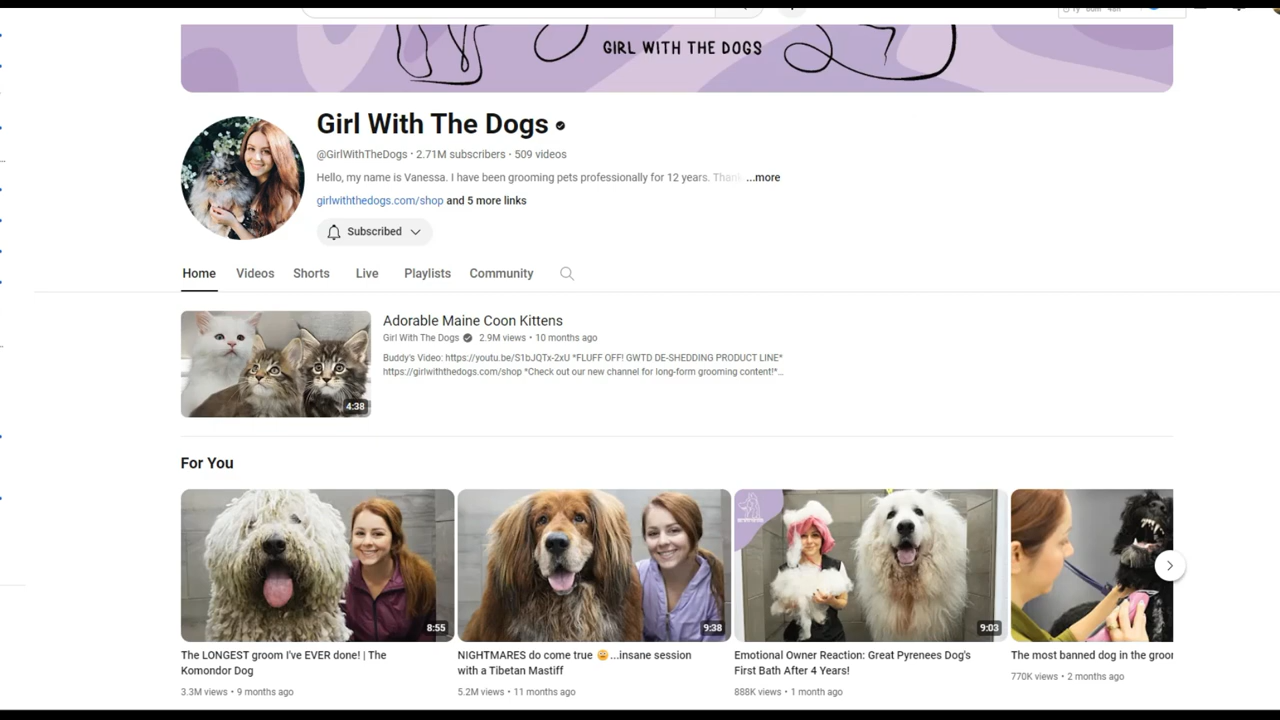 GIRL WITH THE DOGS
Girl With The Dogs
@GirlWithTheDogs · 2.71M subscribers · 509 videos
Hello, my name is Vanessa. I have been grooming pets professionally for 12 years. Than ...more
girlwiththedogs.com/shop and 5 more links
Subscribed
Home Videos Shorts Live Playlists Community
Adorable Maine Coon Kittens
Girl With The Dogs 2.9M views · 10 months ago
Buddy's Video: https://youtu.be/S1bJQTx-2xU *FLUFF OFF! GWTD DE-SHEDDING PRODUCT LINE*
https://girlwiththedogs.com/shop *Check out our new channel for long-form grooming content!*...
4:38
For You
8:55 9:38 9:03
The LONGEST groom I've EVER done! | The
Komondor Dog
3.3M views · 9 months ago
NIGHTMARES do come true 😩...insane session
with a Tibetan Mastiff
5.2M views · 11 months ago
Emotional Owner Reaction: Great Pyrenees Dog's
First Bath After 4 Years!
888K views · 1 month ago
The most banned dog in the groor
770K views · 2 months ago